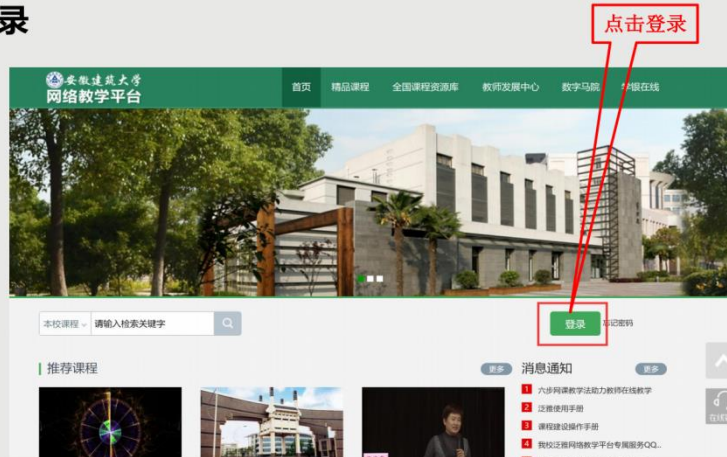 录
点击登录
安徽建筑大学
网络教学平台
首页 精品课程 全国课程资源库 教师发展中心 数字马院 学银在线
本校课程 请输入检索关键字
登录 忘记密码
推荐课程 更多
消息通知 更多
1 六步网课教学法助力教师在线教学
2 泛雅使用手册
3 课程建设操作手册
4 我校泛雅网络教学平台专属服务QQ...